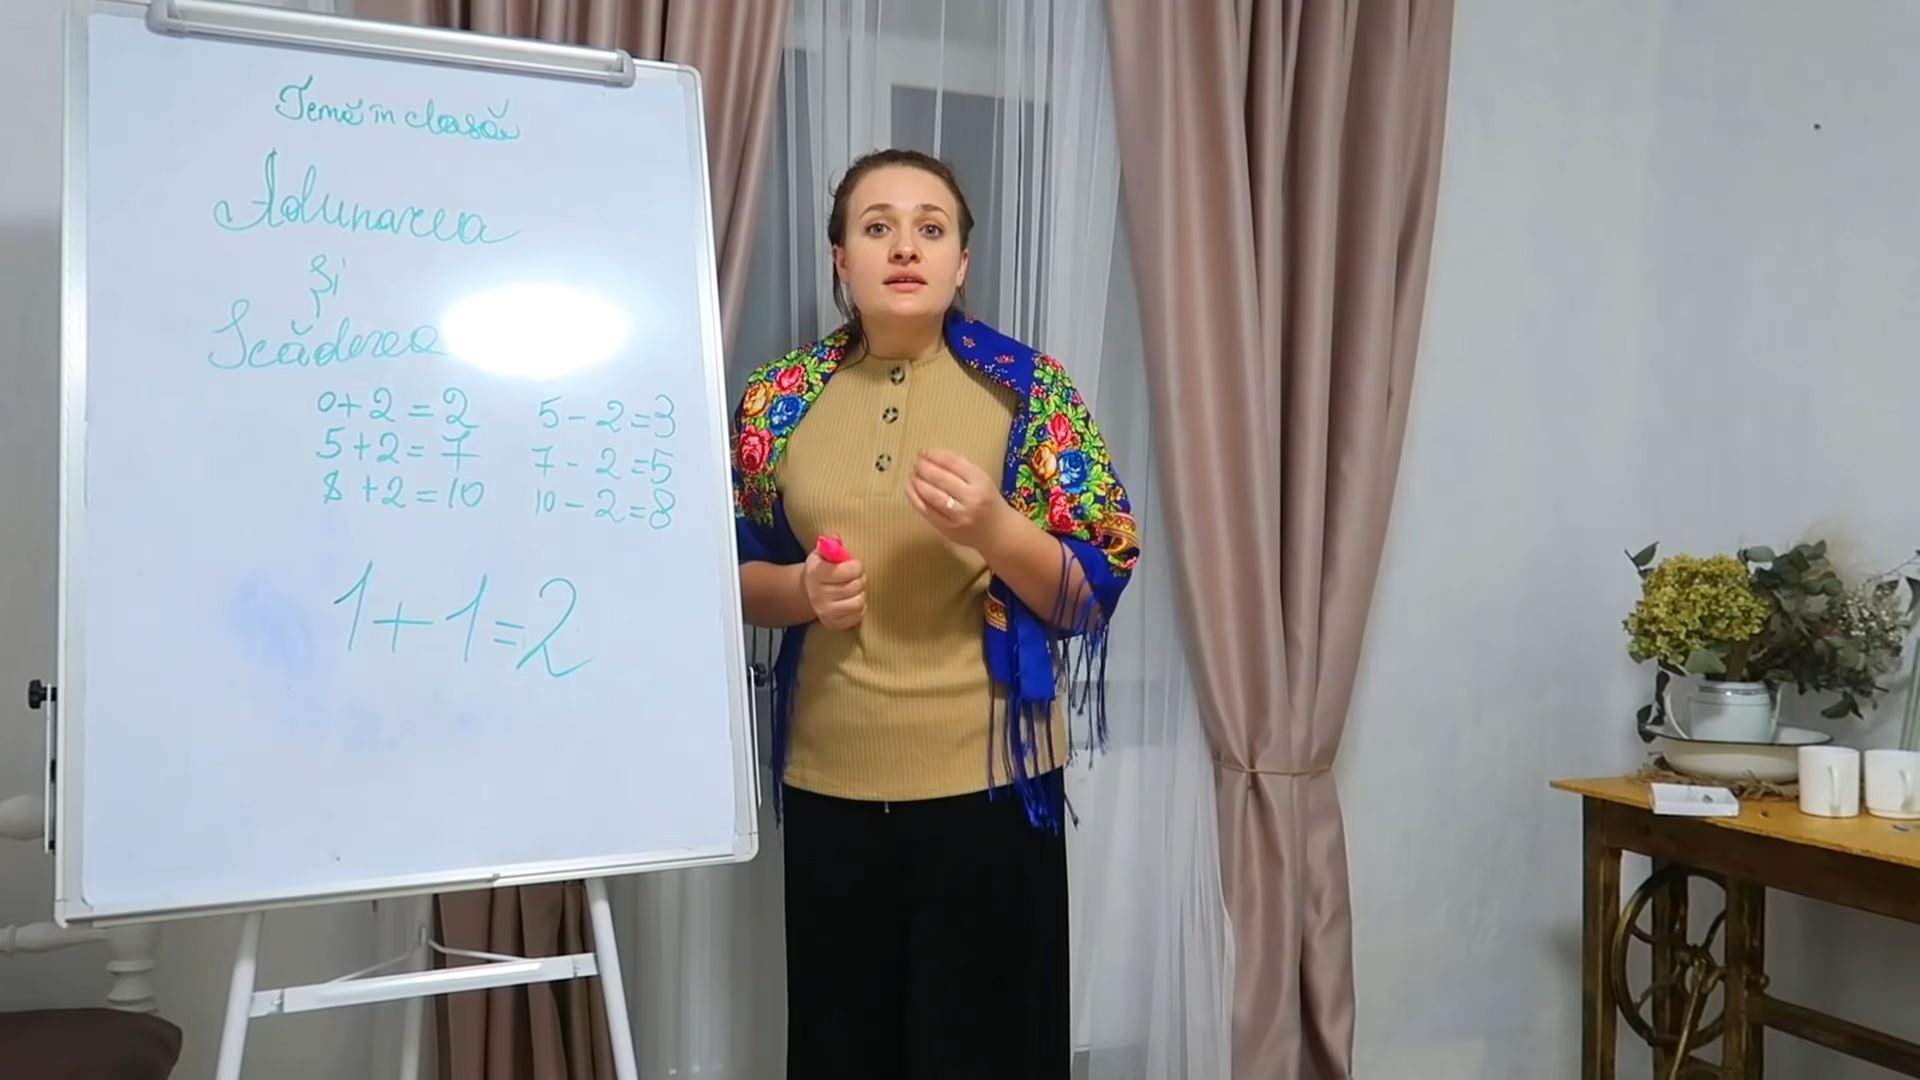 Temă în clasă
Adunarea
și
Scăderea
0+2=2 5-2=3
5+2=7 7-2=5
8+2=10 10-2=8
1+1=2